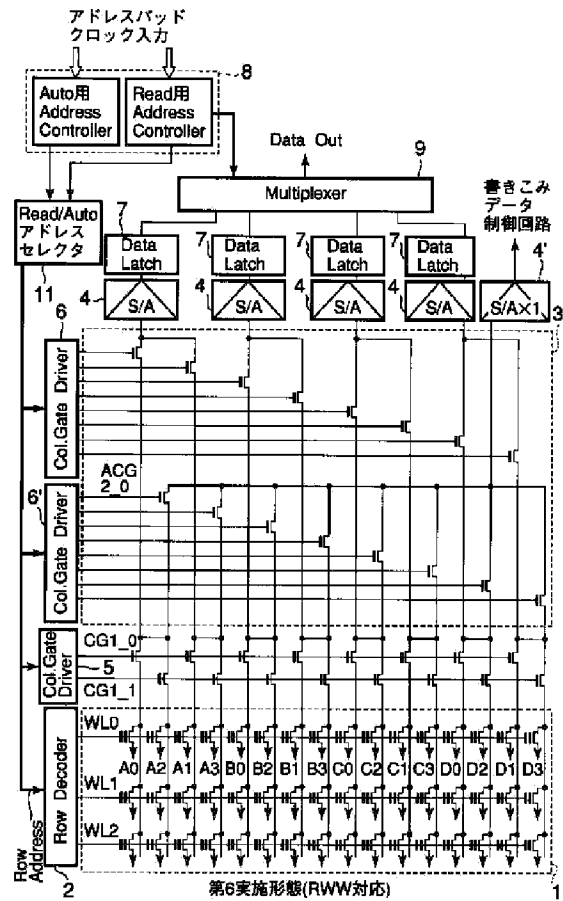 アドレスパッド
クロック入力
8
Auto用
Address
Controller
Read用
Address
Controller
Data Out
9
Multiplexer
Read/Auto
アドレス
セレクタ
11
書きこみ
データ
制御回路
7
Data
Latch
7
Data
Latch
7
Data
Latch
7
Data
Latch
4
S/A
4
S/A
4
S/A
4
S/A
4'
S/A×1
3
6
Col.Gate Driver
ACG
2_0
6'
Col.Gate Driver
CG1_0
Col.Gate
Driver
5
CG1_1
WL0
A0 A2 A1 A3 B0 B2 B1 B3 C0 C2 C1 C3 D0 D2 D1 D3
WL1
WL2
Row Decoder
Row
Address
2
第6実施形態(RWW対応)
1